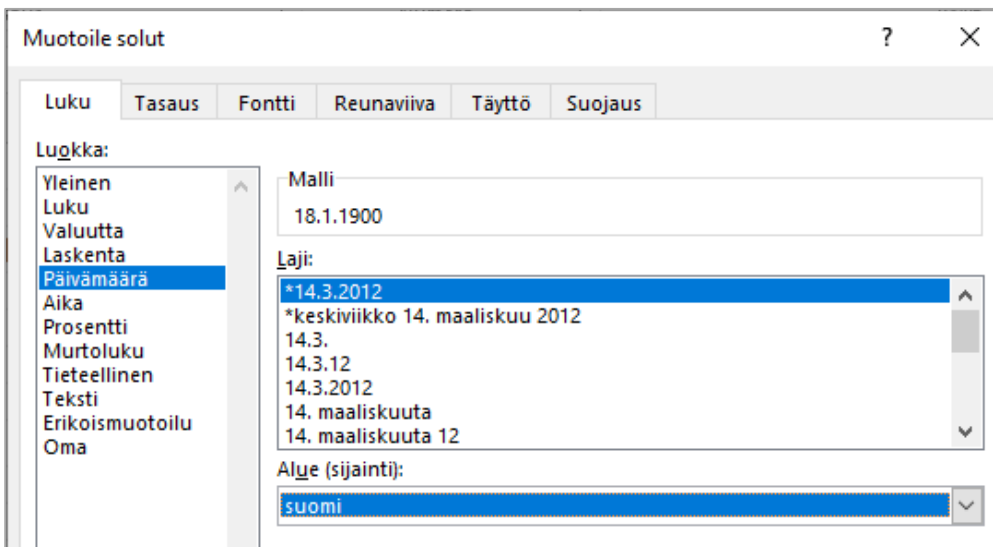 Muotoile solut
?
Luku Tasaus Fontti Reunaviiva Täyttö Suojaus
Luokka:
Yleinen
Luku
Valuutta
Laskenta
Päivämäärä
Aika
Prosentti
Murtoluku
Tieteellinen
Teksti
Erikoismuotoilu
Oma
Malli
18.1.1900
Laji:
*14.3.2012
*keskiviikko 14. maaliskuu 2012
14.3.
14.3.12
14.3.2012
14. maaliskuuta
14. maaliskuuta 12
Alue (sijainti):
suomi